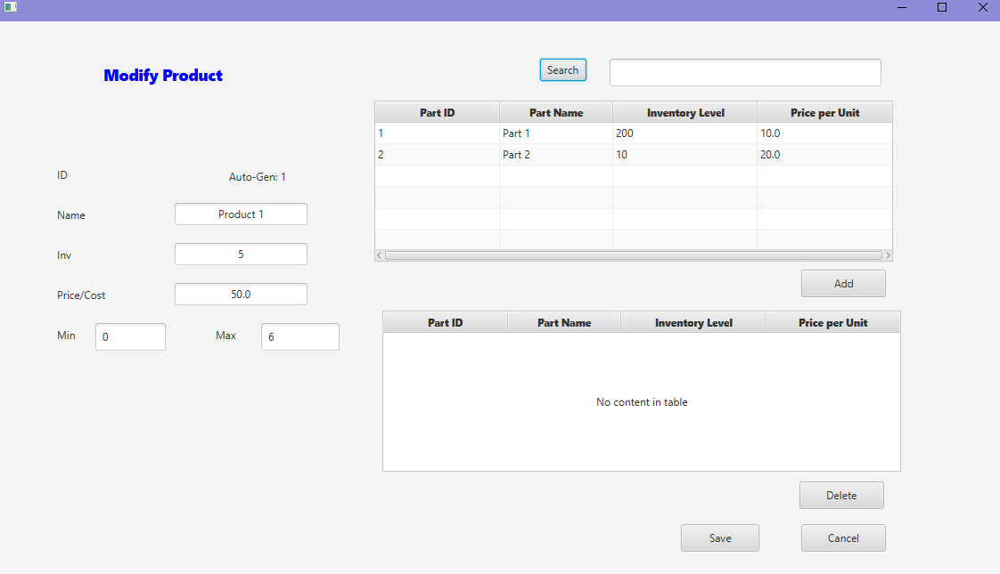 Modify Product
Search
Part ID Part Name Inventory Level Price per Unit
1 Part 1 200 10.0
2 Part 2 10 20.0
ID Auto-Gen: 1
Name Product 1
Inv 5
Price/Cost 50.0
Min 0 Max 6
Add
Part ID Part Name Inventory Level Price per Unit
No content in table
Delete
Save Cancel